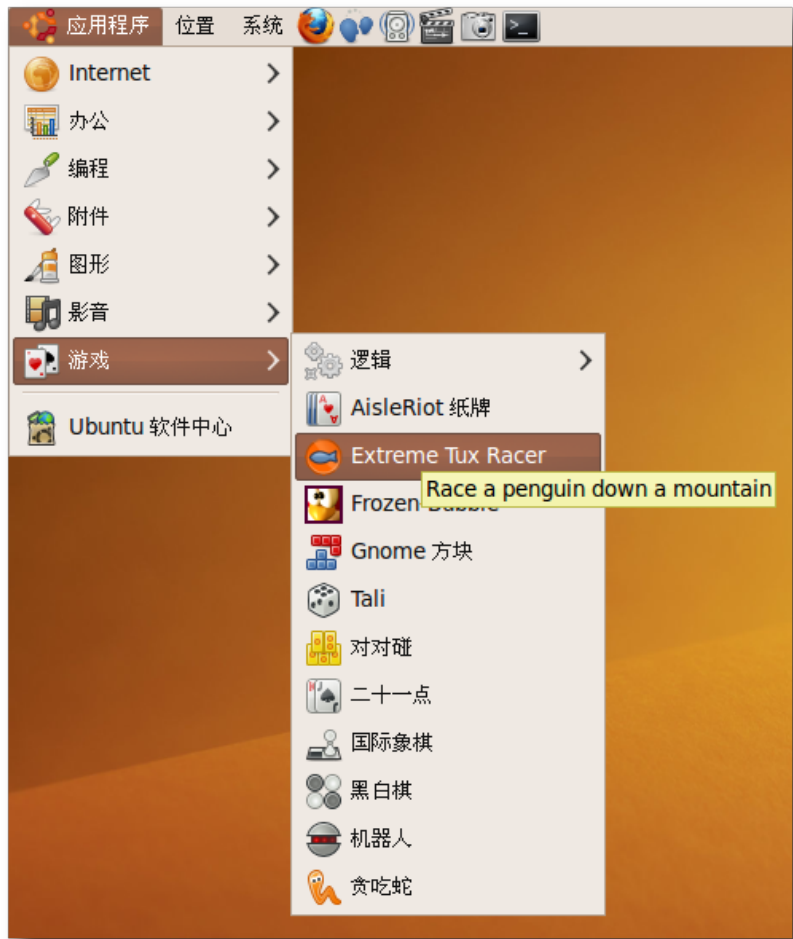 应用程序 位置 系统
Internet
办公
编程
附件
图形
影音
游戏
Ubuntu 软件中心
逻辑
AisleRiot 纸牌
Extreme Tux Racer
Race a penguin down a mountain
Frozen Bubble
Gnome 方块
Tali
对对碰
二十一点
国际象棋
黑白棋
机器人
贪吃蛇